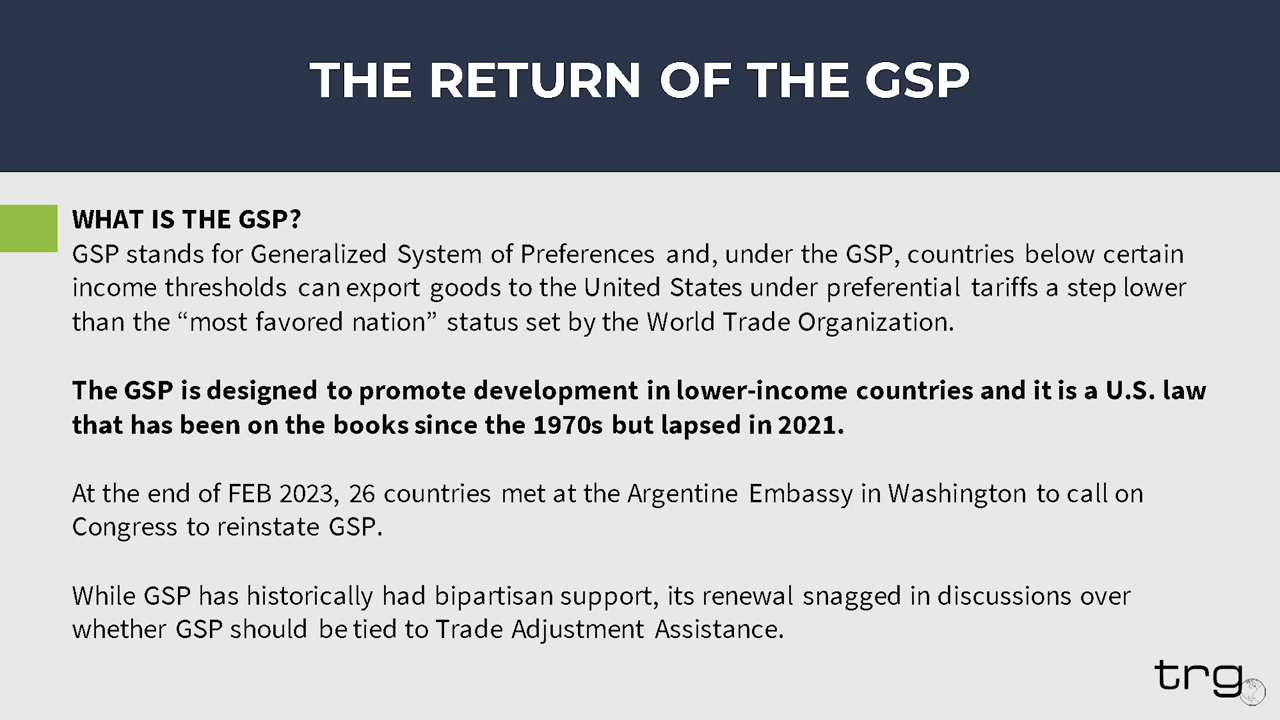 THE RETURN OF THE GSP
WHAT IS THE GSP?
GSP stands for Generalized System of Preferences and, under the GSP, countries below certain
income thresholds can export goods to the United States under preferential tariffs a step lower
than the “most favored nation” status set by the World Trade Organization.
The GSP is designed to promote development in lower-income countries and it is a U.S. law
that has been on the books since the 1970s but lapsed in 2021.
At the end of FEB 2023, 26 countries met at the Argentine Embassy in Washington to call on
Congress to reinstate GSP.
While GSP has historically had bipartisan support, its renewal snagged in discussions over
whether GSP should be tied to Trade Adjustment Assistance.
trg